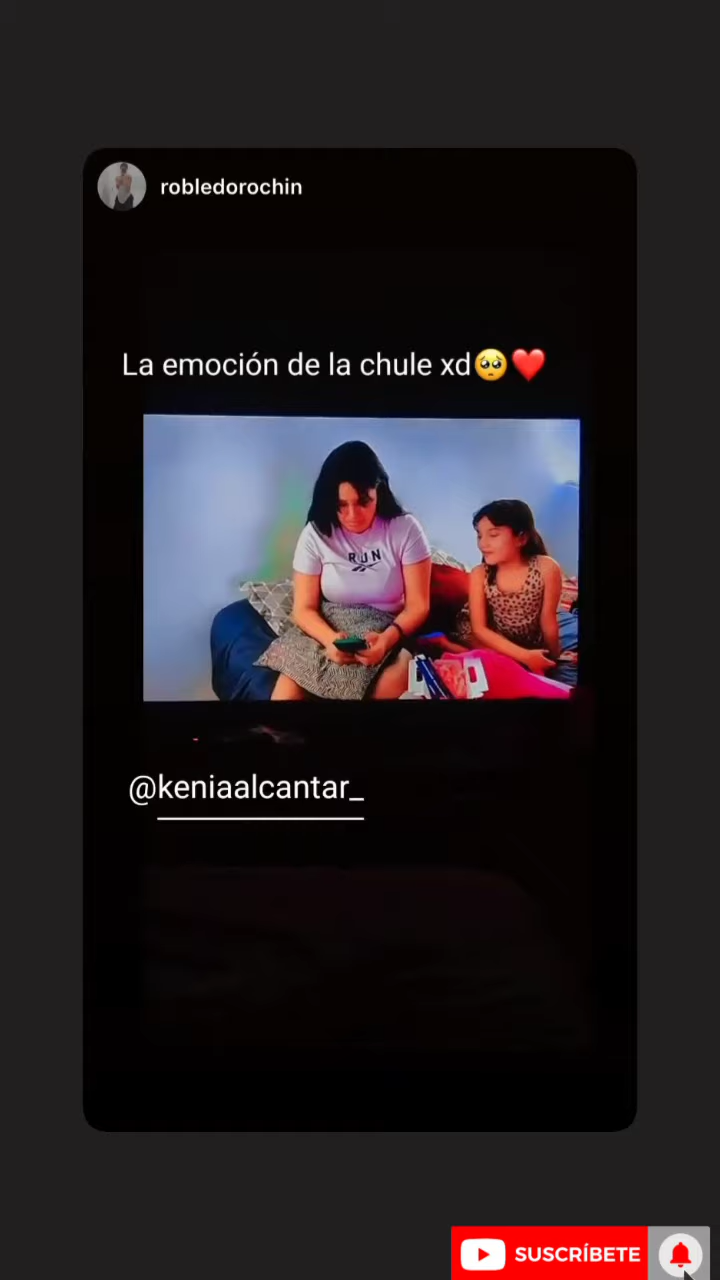 robledorochin
La emoción de la chule xd🥺❤️
RUN
@keniaalcantar_
SUSCRÍBETE